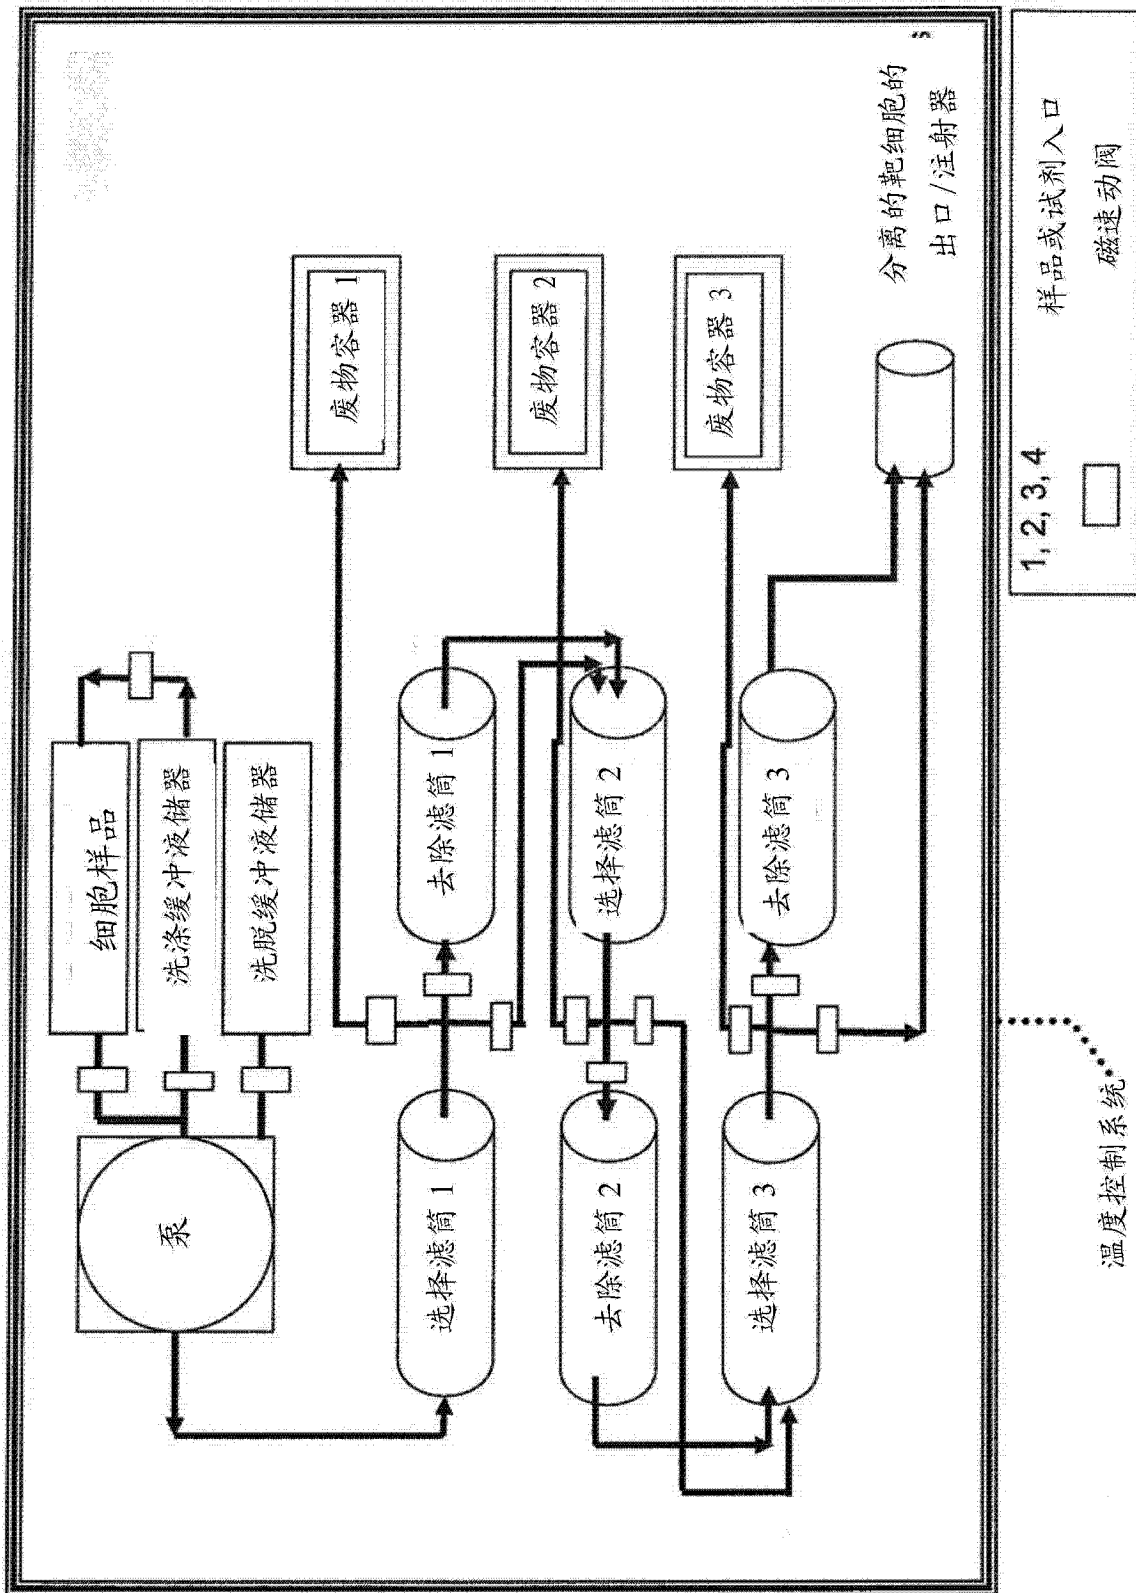 细胞样品
洗涤缓冲液储器
洗脱缓冲液储器
泵
废物容器 1
选择滤筒 1
去除滤筒 1
废物容器 2
去除滤筒 2
选择滤筒 2
废物容器 3
选择滤筒 3
去除滤筒 3
分离的靶细胞的
出口/注射器
温度控制系统
1, 2, 3, 4
样品或试剂入口
磁速动阀